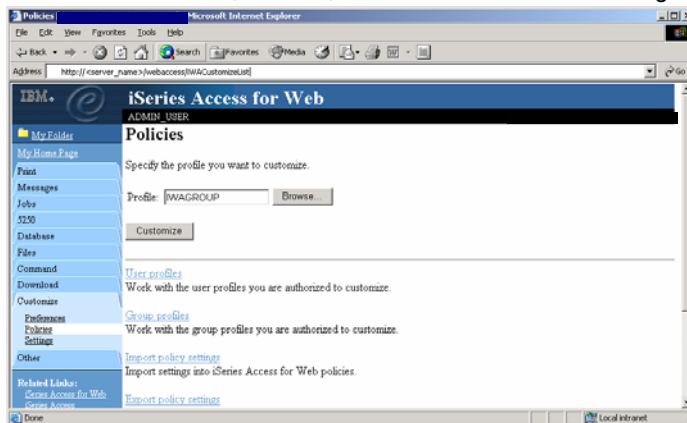 Policies
Microsoft Internet Explorer
File Edit View Favorites Tools Help
Back Search Favorites Media
Address http://<server_name>/webaccess/iWACustomizeList Go
IBM. iSeries Access for Web
ADMIN_USER
My Folder
My Home Page
Print
Messages
Jobs
5250
Database
Files
Command
Download
Customize
Preferences
Policies
Settings
Other
Related Links:
iSeries Access for Web
iSeries Access
Policies
Specify the profile you want to customize.
Profile: IWAGROUP Browse...
Customize
User profiles
Work with the user profiles you are authorized to customize.
Group profiles
Work with the group profiles you are authorized to customize.
Import policy settings
Import settings into iSeries Access for Web policies.
Export policy settings
Done Local intranet